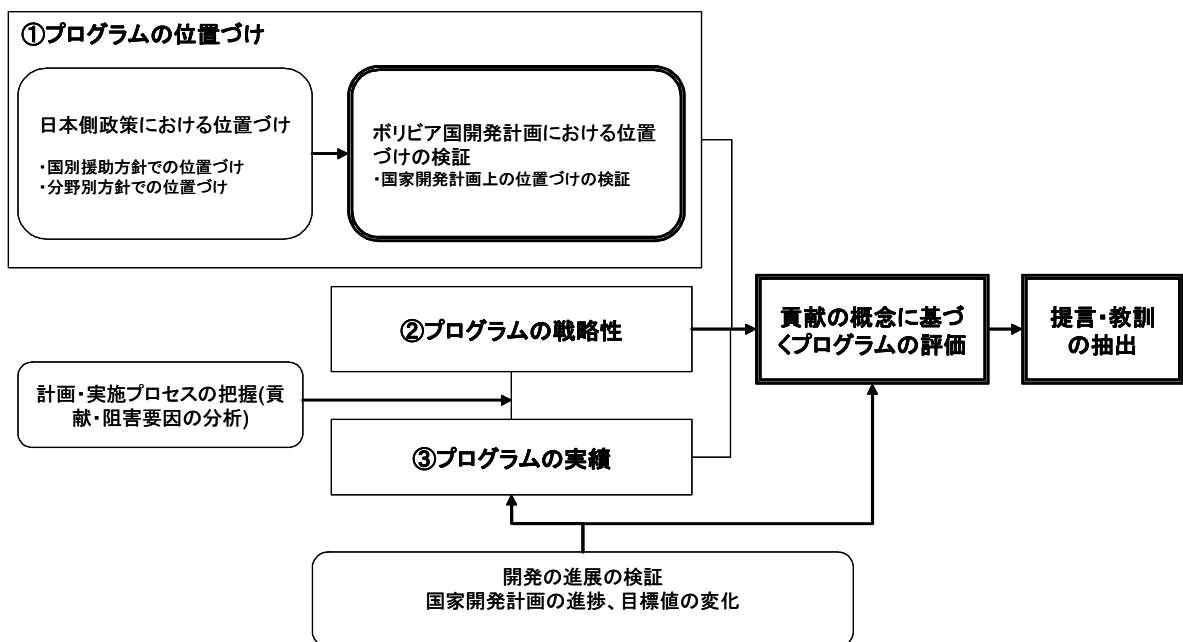 ①プログラムの位置づけ
日本側政策における位置づけ
・国別援助方針での位置づけ
・分野別方針での位置づけ
ボリビア国開発計画における位置
づけの検証
・国家開発計画上の位置づけの検証
②プログラムの戦略性
貢献の概念に基づ
くプログラムの評価
提言・教訓
の抽出
計画・実施プロセスの把握(貢
献・阻害要因の分析)
③プログラムの実績
開発の進展の検証
国家開発計画の進捗、目標値の変化